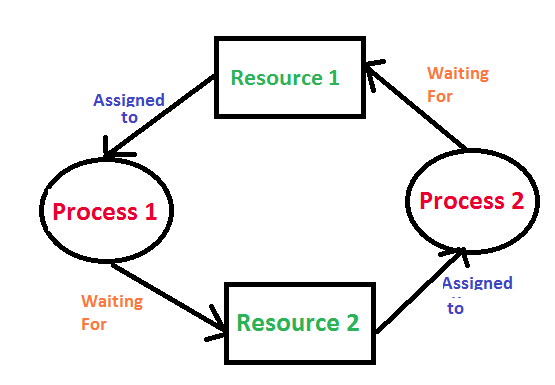 Resource 1
Waiting
For
Assigned
to
Process 1
Process 2
Waiting
For
Resource 2
Assigned
to